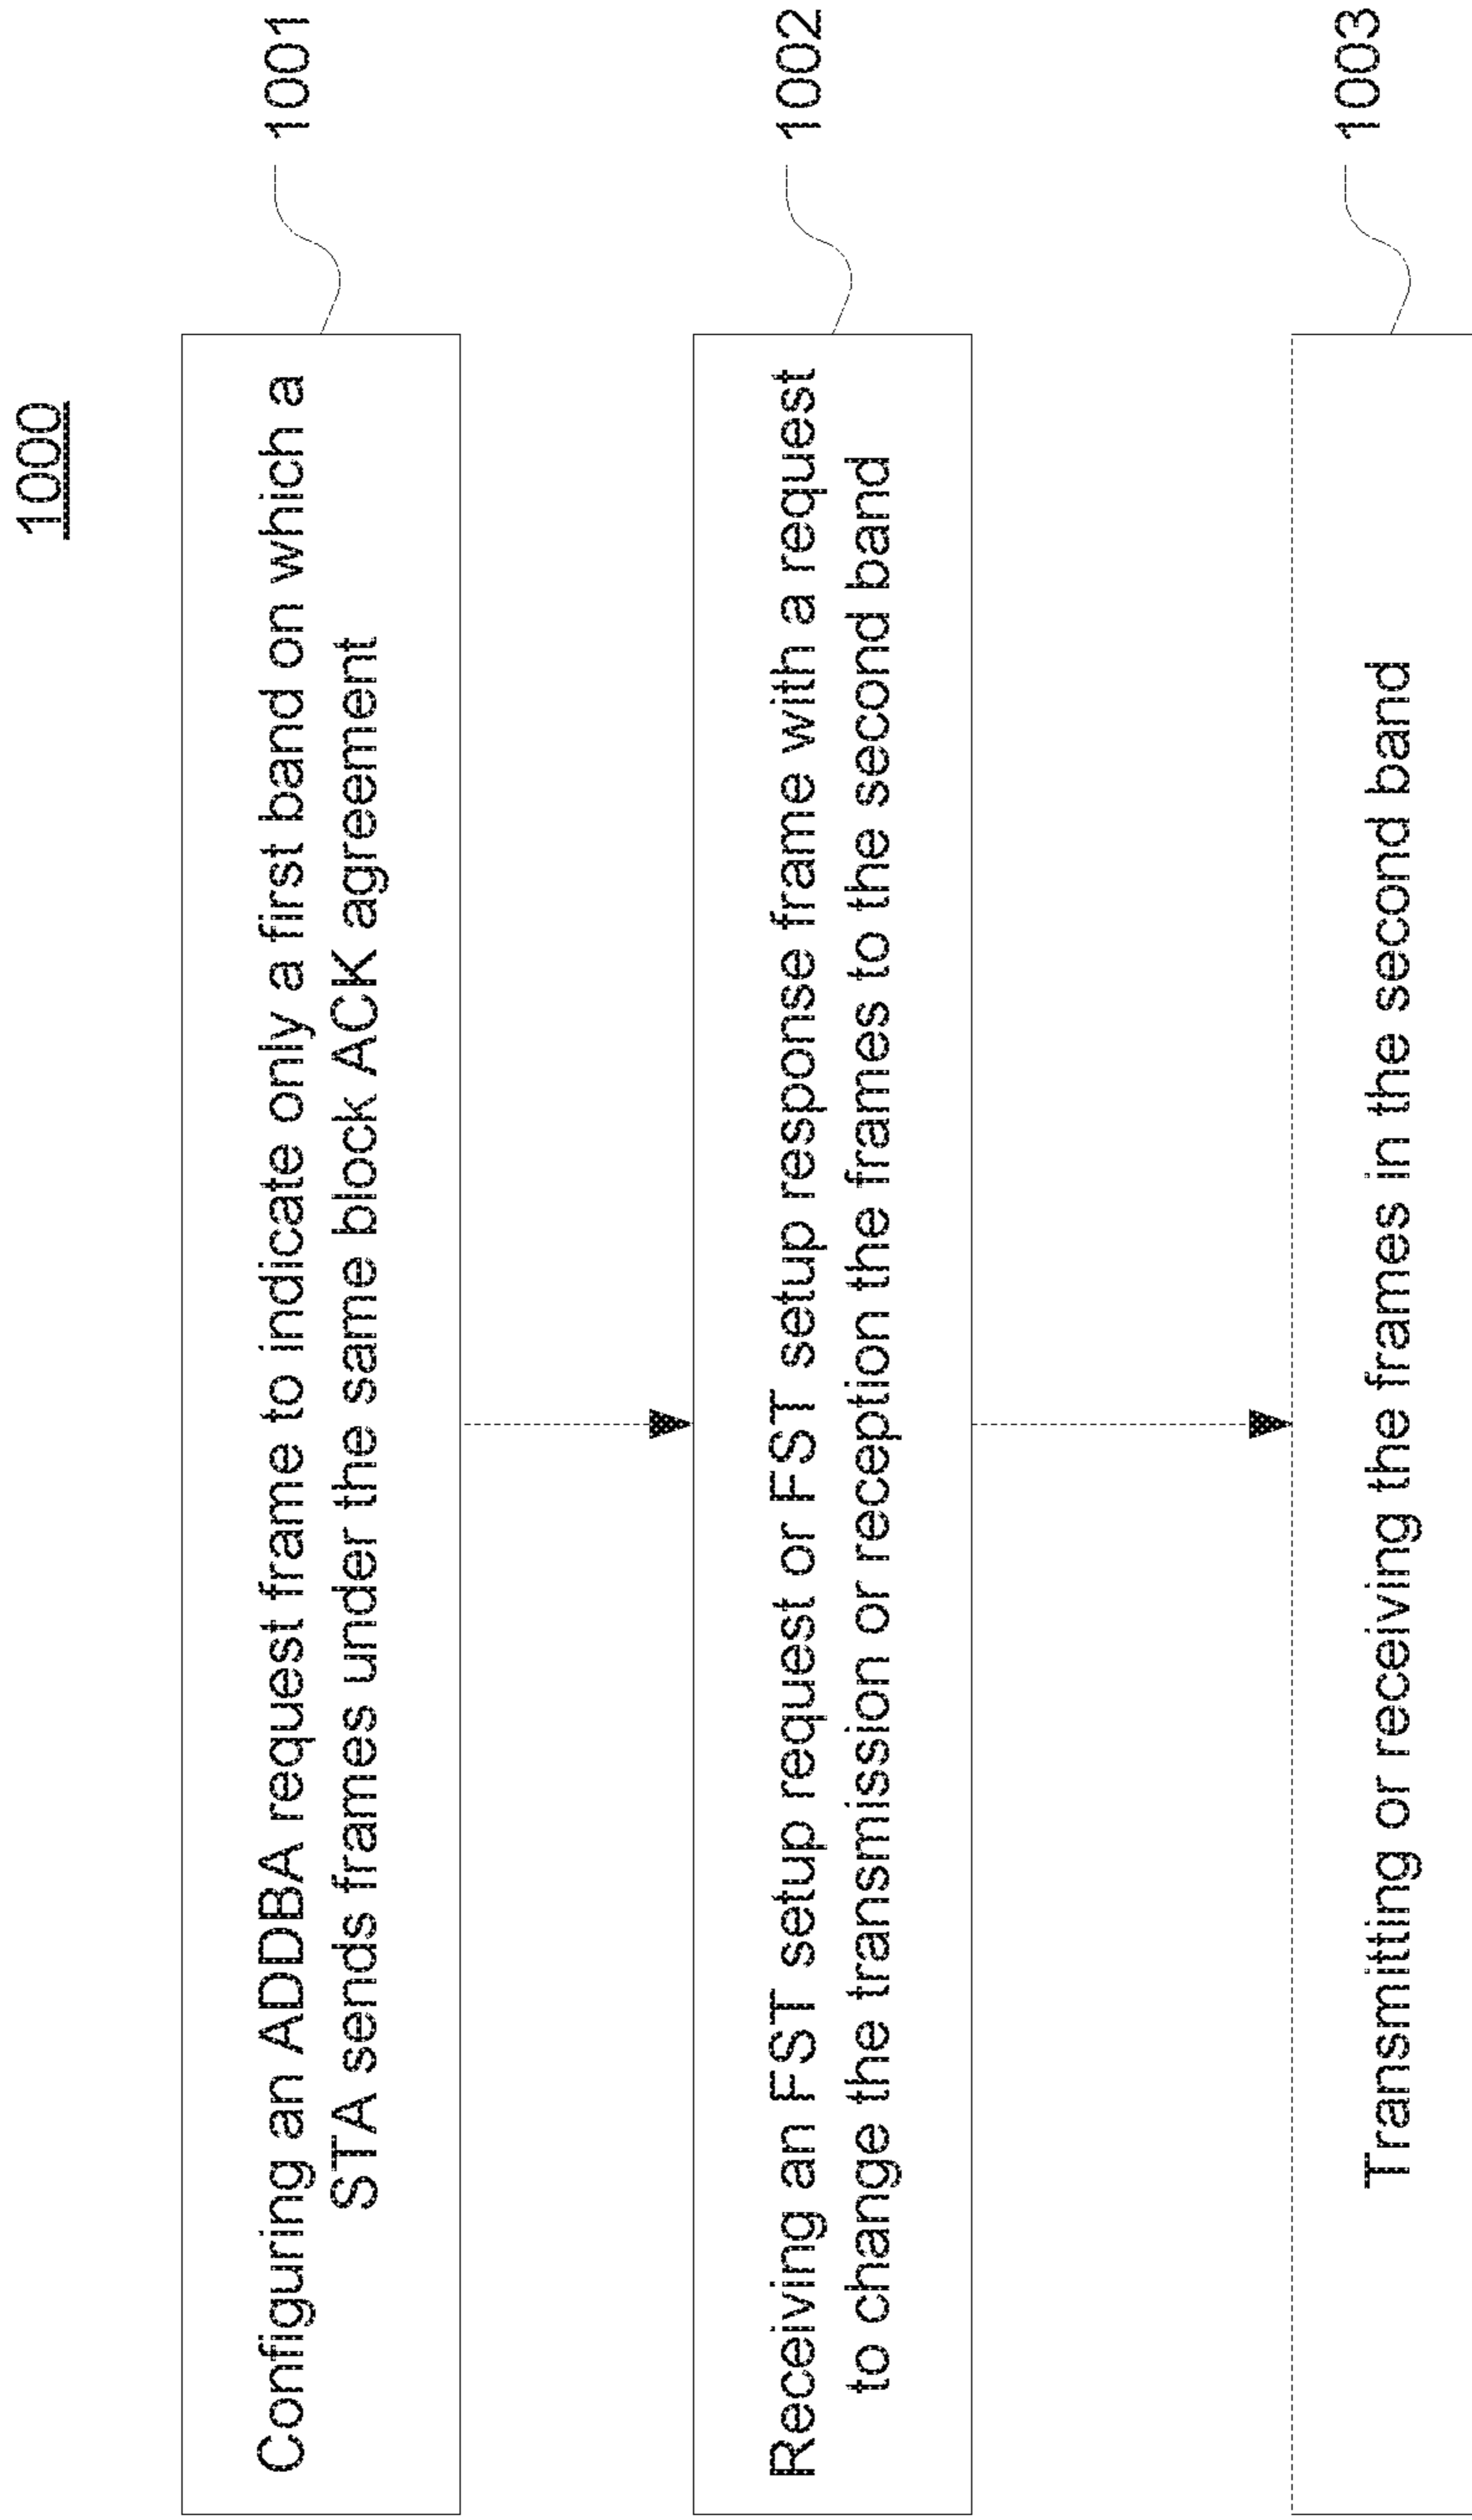 1000
Configuring an ADDBA request frame to indicate only a first band on which a
STA sends frames under the same block ACK agreement
1001
Receiving an FST setup request or FST setup response frame with a request
to change the transmission or reception the frames to the second band
1002
Transmitting or receiving the frames in the second band
1003